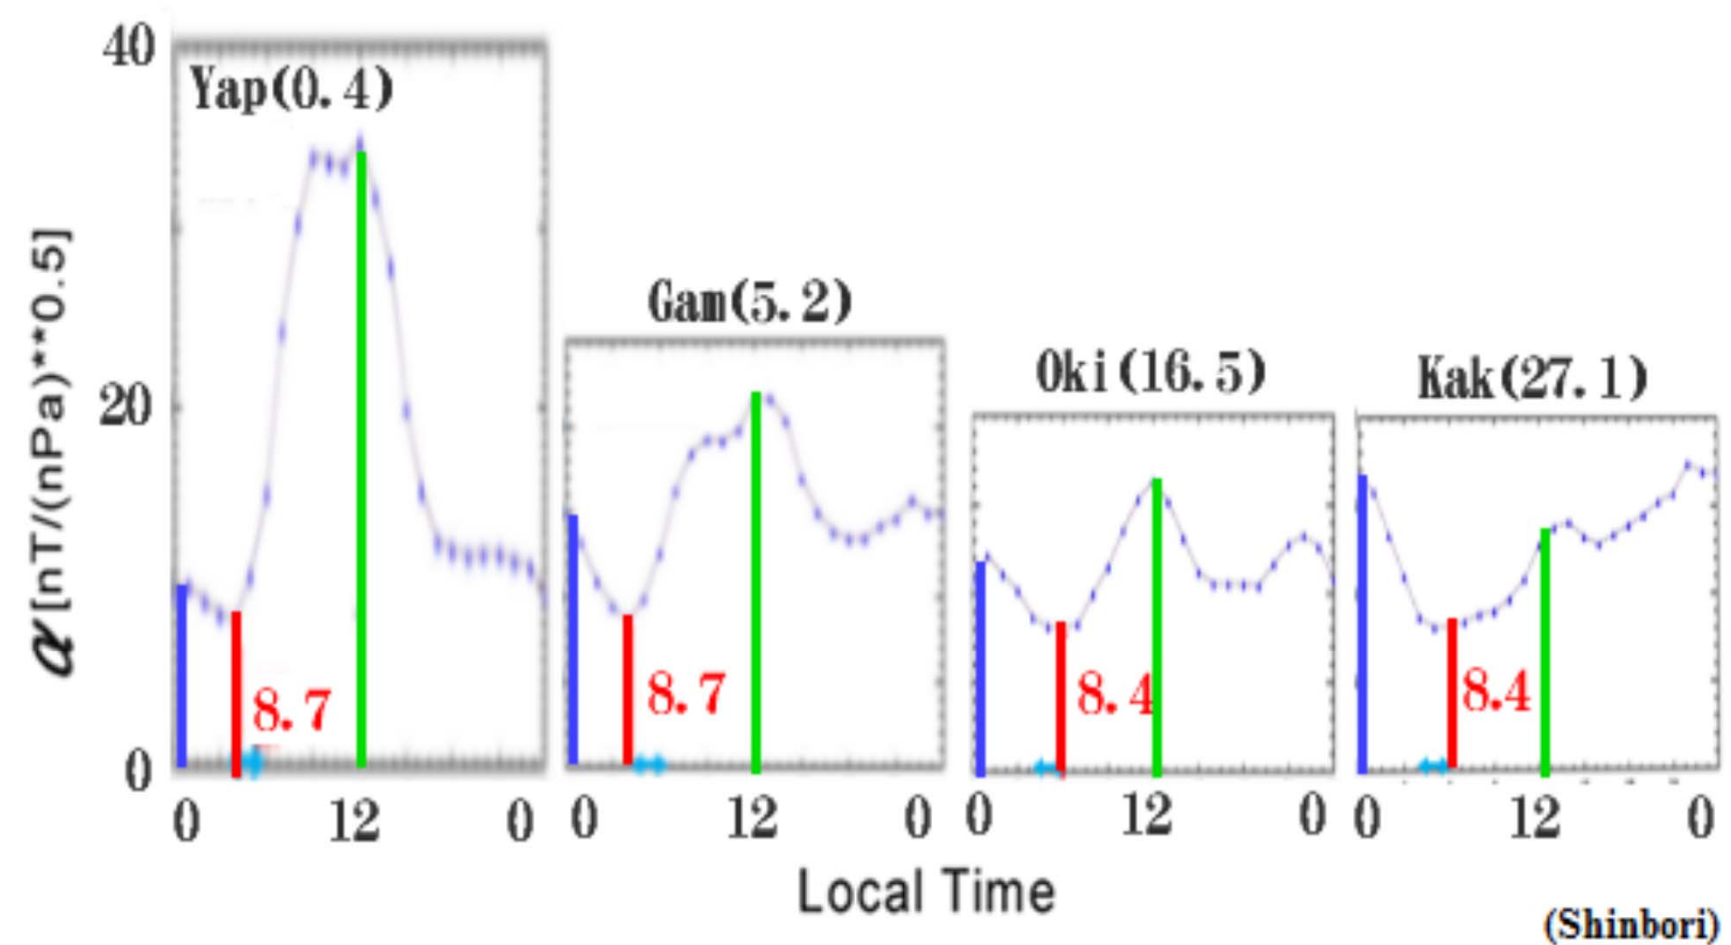 40
Yap(0.4)
Gam(5.2)
Oki(16.5)
Kak(27.1)
20
0
α[nT/(nPa)**0.5]
8.7
8.7
8.4
8.4
0 12 0 0 12 0 0 12 0 0 12 0
Local Time
(Shinbori)